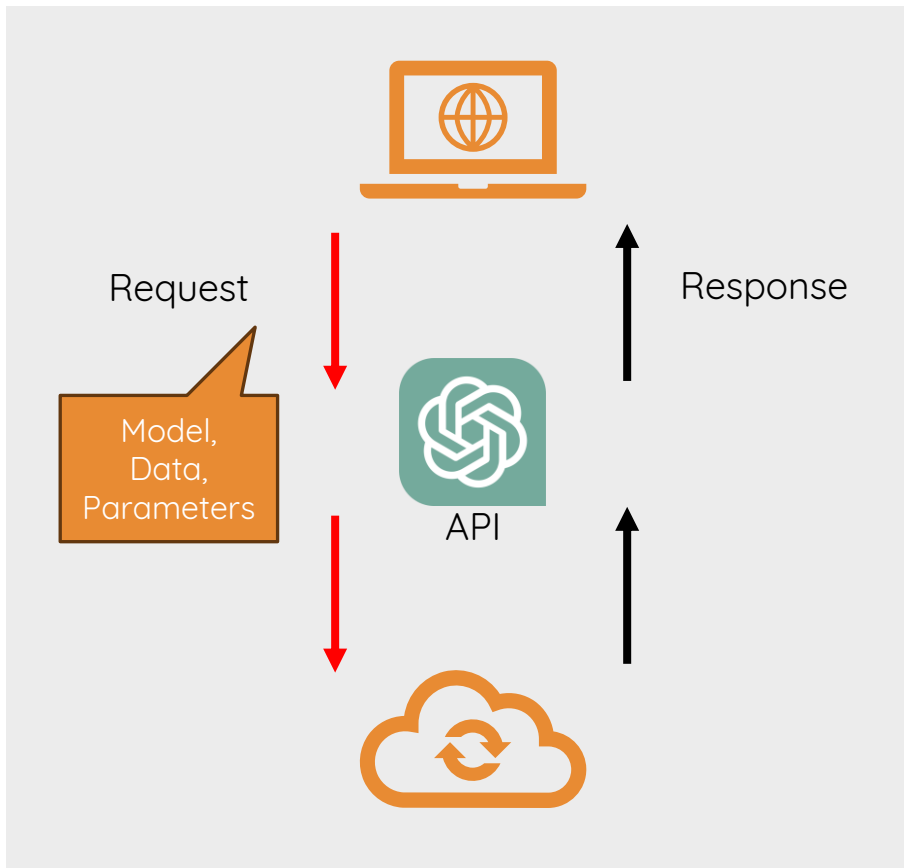 Request
Response
Model,
Data,
Parameters
API